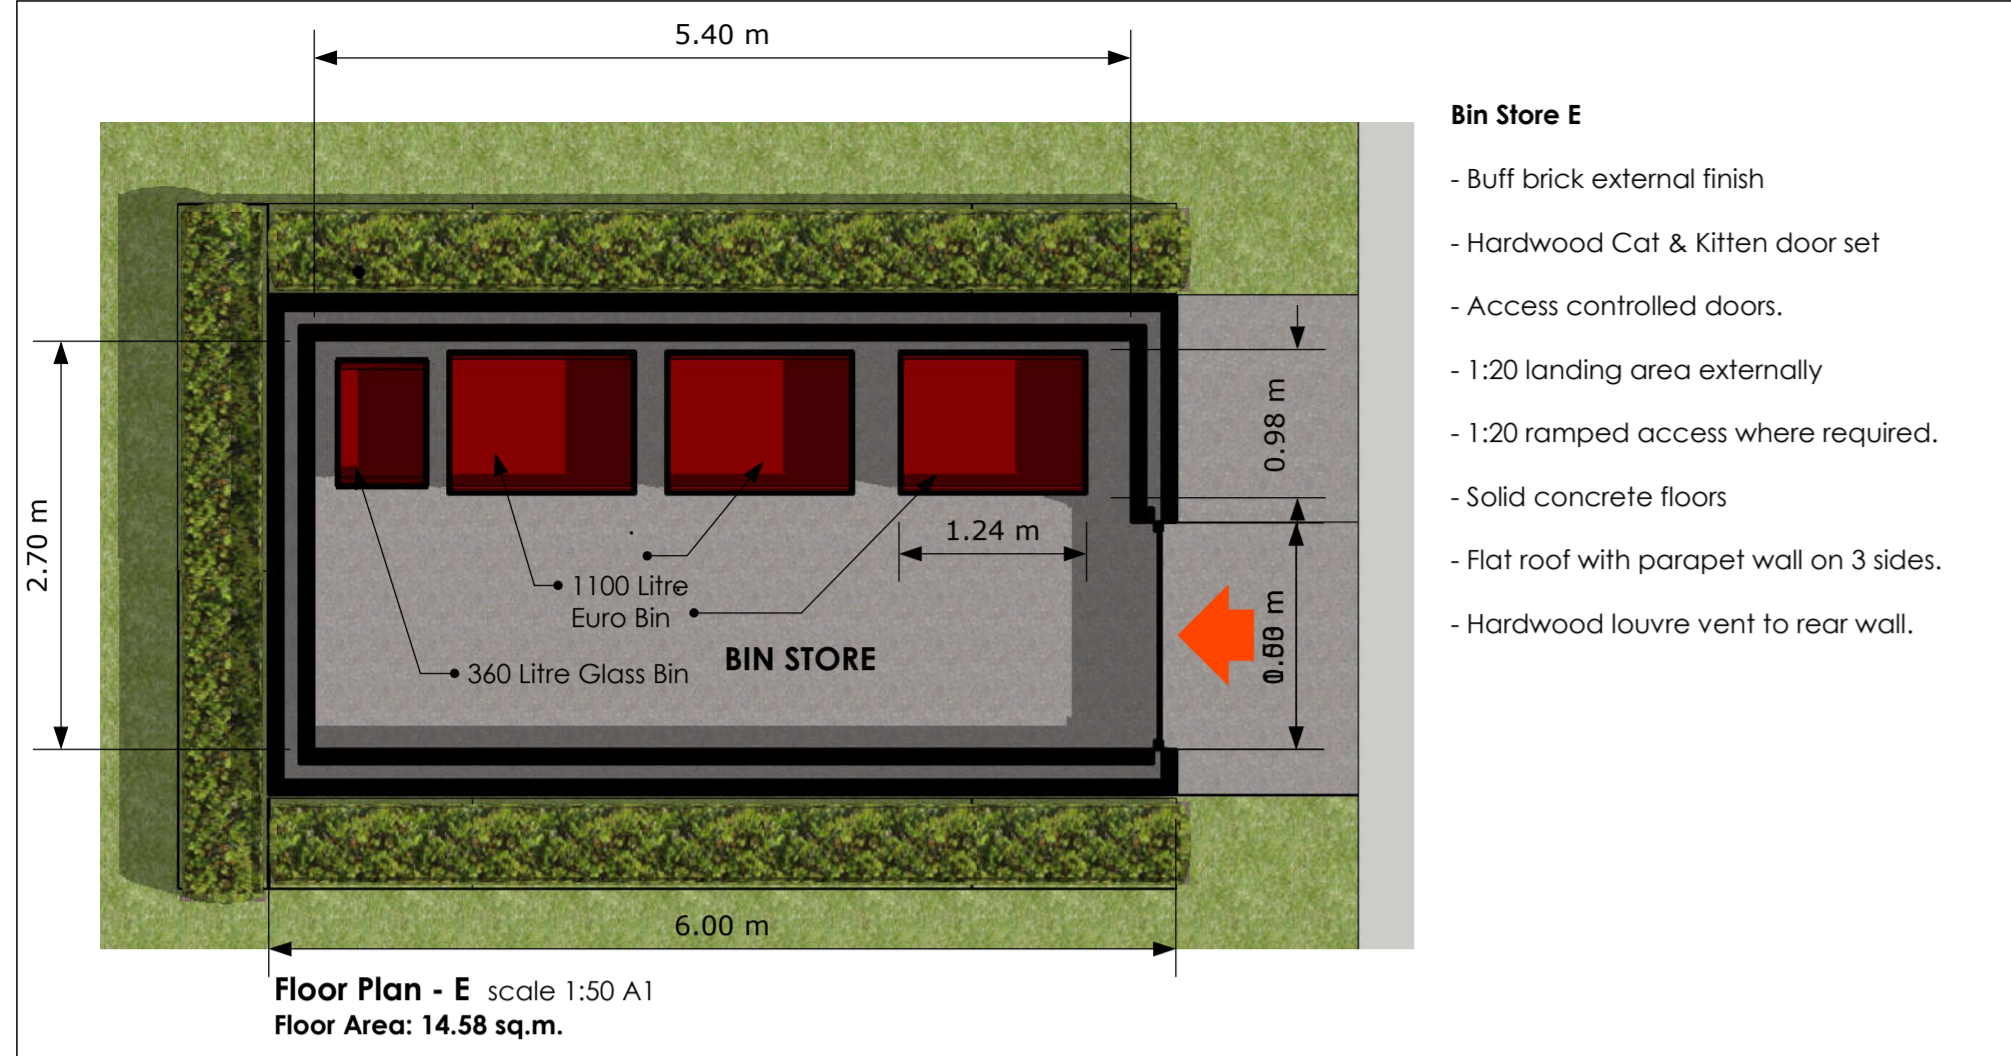 5.40 m
Bin Store E
- Buff brick external finish
- Hardwood Cat & Kitten door set
- Access controlled doors.
- 1:20 landing area externally
- 1:20 ramped access where required.
- Solid concrete floors
- Flat roof with parapet wall on 3 sides.
- Hardwood louvre vent to rear wall.
2.70 m
0.98 m
1.24 m
1100 Litre
Euro Bin
360 Litre Glass Bin
BIN STORE
6.00 m
Floor Plan - E scale 1:50 A1
Floor Area: 14.58 sq.m.